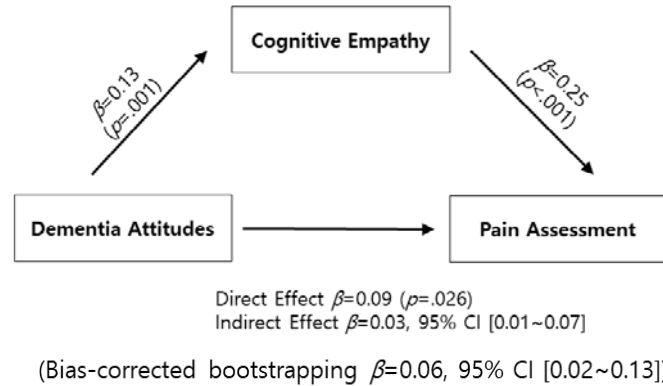 Cognitive Empathy
β=0.13
(p=.001)
β=0.25
(p<.001)
Dementia Attitudes
Pain Assessment
Direct Effect β=0.09 (p=.026)
Indirect Effect β=0.03, 95% CI [0.01~0.07]
(Bias-corrected bootstrapping β=0.06, 95% CI [0.02~0.13])